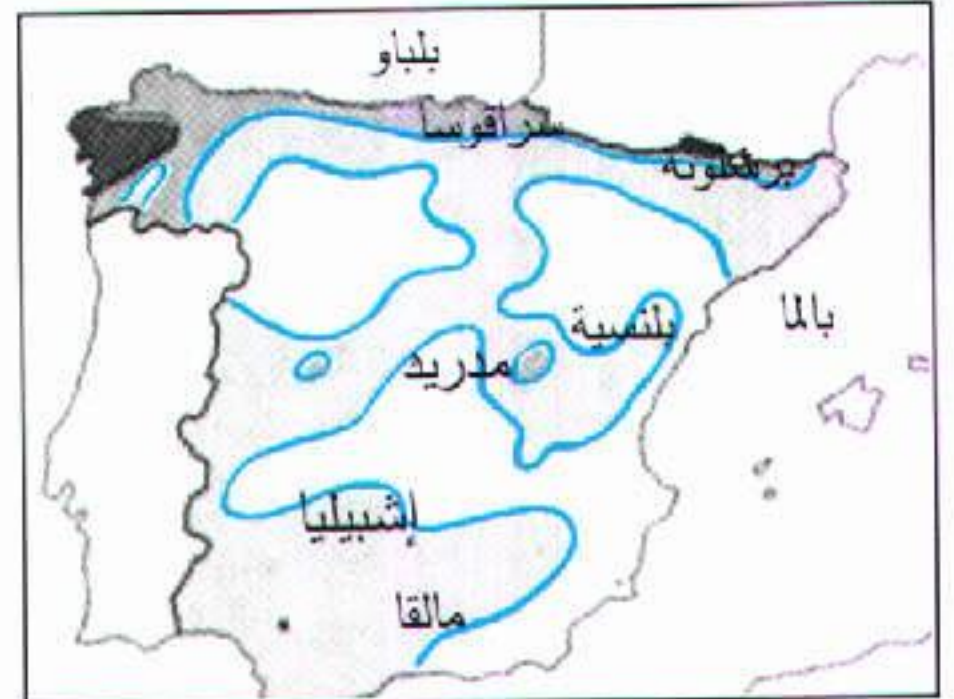 بلباو
سراقوسا
برشلونة
بالما
بلنسية
مدريد
إشبيليا
مالقا